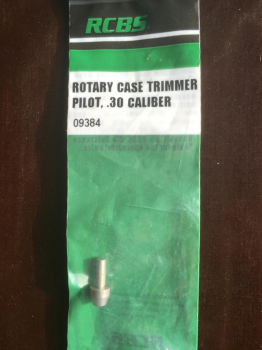 RCBS
ROTARY CASE TRIMMER
PILOT, .30 CALIBER
09384